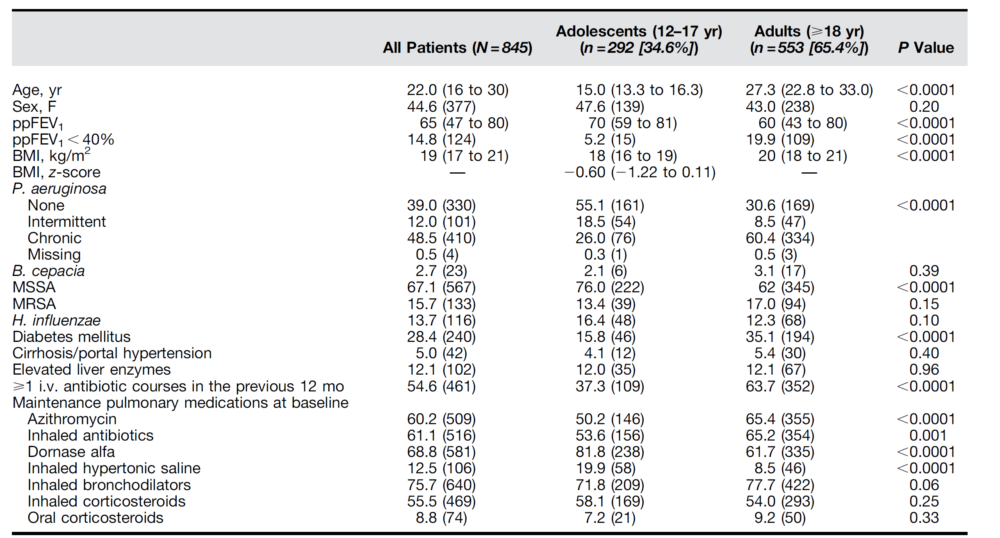 Adolescents (12–17 yr) Adults (⩾18 yr)
All Patients (N = 845) (n = 292 [34.6%]) (n = 553 [65.4%]) P Value
Age, yr 22.0 (16 to 30) 15.0 (13.3 to 16.3) 27.3 (22.8 to 33.0) <0.0001
Sex, F 44.6 (377) 47.6 (139) 43.0 (238) 0.20
ppFEV₁ 65 (47 to 80) 70 (59 to 81) 60 (43 to 80) <0.0001
ppFEV₁ < 40% 14.8 (124) 5.2 (15) 19.9 (109) <0.0001
BMI, kg/m² 19 (17 to 21) 18 (16 to 19) 20 (18 to 21) <0.0001
BMI, z-score — −0.60 (−1.22 to 0.11) —
P. aeruginosa
None 39.0 (330) 55.1 (161) 30.6 (169) <0.0001
Intermittent 12.0 (101) 18.5 (54) 8.5 (47)
Chronic 48.5 (410) 26.0 (76) 60.4 (334)
Missing 0.5 (4) 0.3 (1) 0.5 (3)
B. cepacia 2.7 (23) 2.1 (6) 3.1 (17) 0.39
MSSA 67.1 (567) 76.0 (222) 62 (345) <0.0001
MRSA 15.7 (133) 13.4 (39) 17.0 (94) 0.15
H. influenzae 13.7 (116) 16.4 (48) 12.3 (68) 0.10
Diabetes mellitus 28.4 (240) 15.8 (46) 35.1 (194) <0.0001
Cirrhosis/portal hypertension 5.0 (42) 4.1 (12) 5.4 (30) 0.40
Elevated liver enzymes 12.1 (102) 12.0 (35) 12.1 (67) 0.96
⩾1 i.v. antibiotic courses in the previous 12 mo 54.6 (461) 37.3 (109) 63.7 (352) <0.0001
Maintenance pulmonary medications at baseline
Azithromycin 60.2 (509) 50.2 (146) 65.4 (355) <0.0001
Inhaled antibiotics 61.1 (516) 53.6 (156) 65.2 (354) 0.001
Dornase alfa 68.8 (581) 81.8 (238) 61.7 (335) <0.0001
Inhaled hypertonic saline 12.5 (106) 19.9 (58) 8.5 (46) <0.0001
Inhaled bronchodilators 75.7 (640) 71.8 (209) 77.7 (422) 0.06
Inhaled corticosteroids 55.5 (469) 58.1 (169) 54.0 (293) 0.25
Oral corticosteroids 8.8 (74) 7.2 (21) 9.2 (50) 0.33